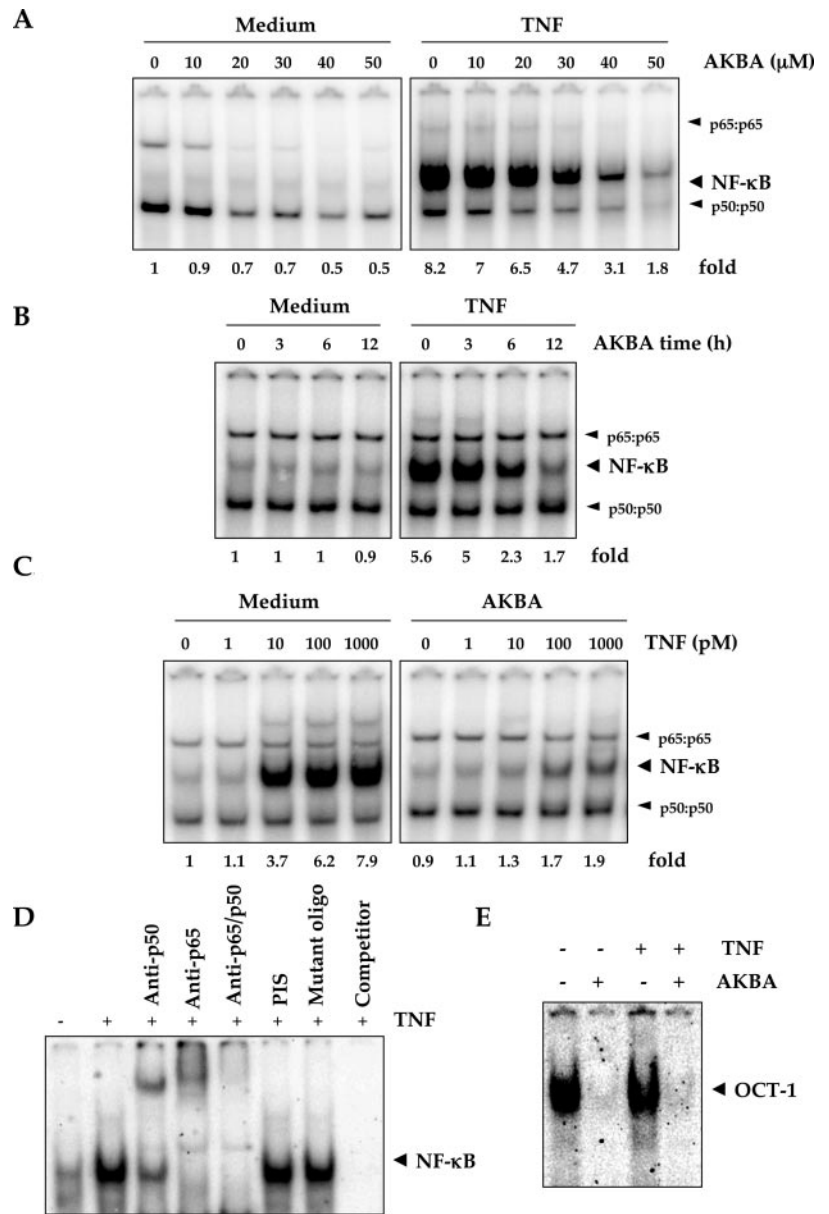 A
Medium TNF
0 10 20 30 40 50 0 10 20 30 40 50 AKBA (μM)
p65:p65
NF-κB
p50:p50
1 0.9 0.7 0.7 0.5 0.5 8.2 7 6.5 4.7 3.1 1.8 fold
B
Medium TNF
0 3 6 12 0 3 6 12 AKBA time (h)
p65:p65
NF-κB
p50:p50
1 1 1 0.9 5.6 5 2.3 1.7 fold
C
Medium AKBA
0 1 10 100 1000 0 1 10 100 1000 TNF (pM)
p65:p65
NF-κB
p50:p50
1 1.1 3.7 6.2 7.9 0.9 1.1 1.3 1.7 1.9 fold
D
Anti-p50
Anti-p65
Anti-p65/p50
PIS
Mutant oligo
Competitor
- + + + + + + + TNF
NF-κB
E
- - + + TNF
- + - + AKBA
OCT-1